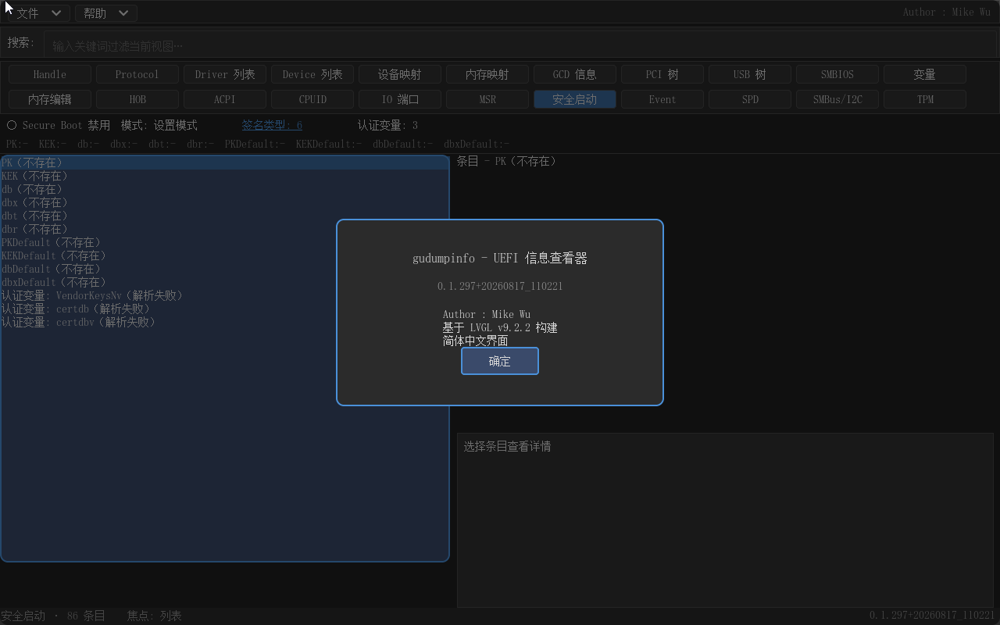 文件 帮助 Author : Mike Wu
搜索: 输入关键词过滤当前视图…
Handle Protocol Driver 列表 Device 列表 设备映射 内存映射 GCD 信息 PCI 树 USB 树 SMBIOS 变量
内存编辑 HOB ACPI CPUID IO 端口 MSR 安全启动 Event SPD SMBus/I2C TPM
Secure Boot 禁用 模式: 设置模式 签名类型: 6 认证变量: 3
PK:- KEK:- db:- dbx:- dbt:- dbr:- PKDefault:- KEKDefault:- dbDefault:- dbxDefault:-
PK（不存在）
KEK（不存在）
db（不存在）
dbx（不存在）
dbt（不存在）
dbr（不存在）
PKDefault（不存在）
KEKDefault（不存在）
dbDefault（不存在）
dbxDefault（不存在）
认证变量: VendorKeysNv（解析失败）
认证变量: certdb（解析失败）
认证变量: certdbv（解析失败）
条目 - PK（不存在）
gudumpinfo - UEFI 信息查看器
0.1.297+20260817_110221
Author : Mike Wu
基于 LVGL v9.2.2 构建
简体中文界面
确定
选择条目查看详情
安全启动 · 86 条目 焦点: 列表 0.1.297+20260817_110221